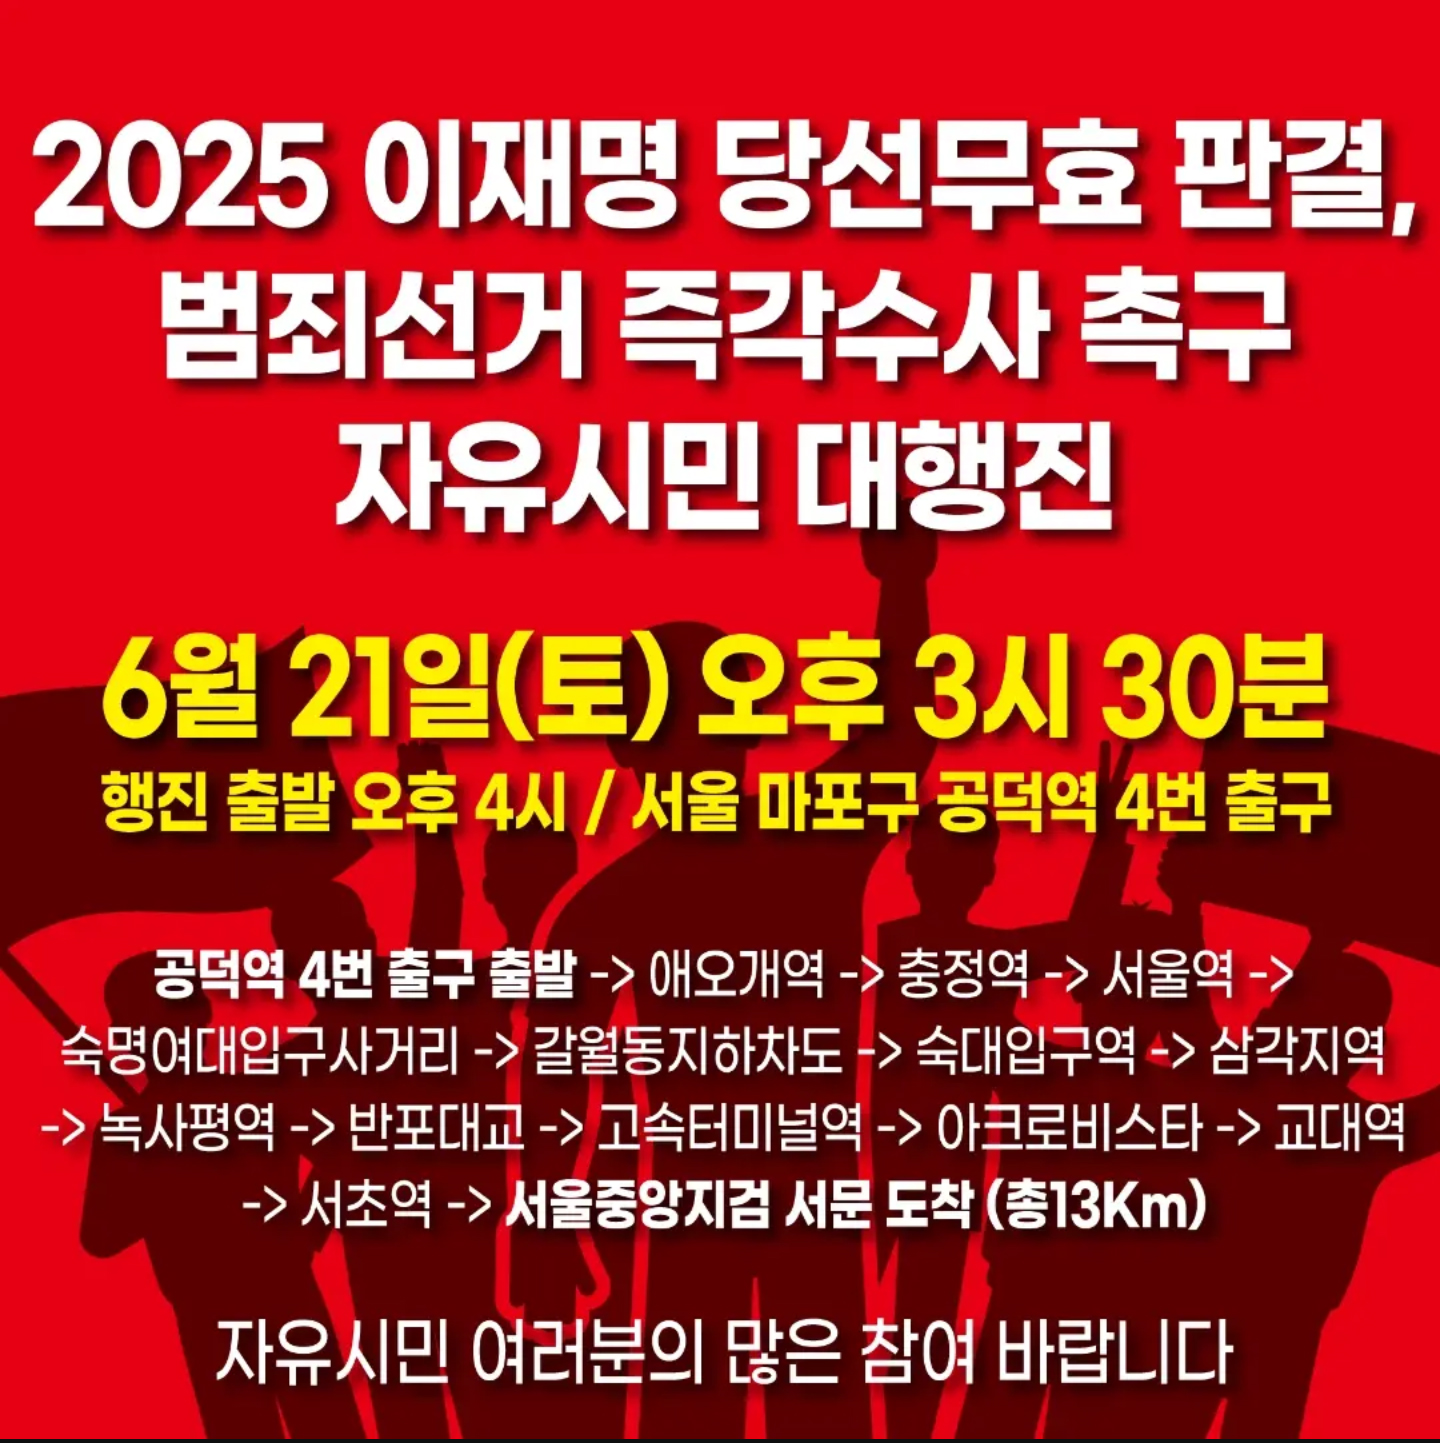 2025 이재명 당선무효 판결,
범죄선거 즉각수사 촉구
자유시민 대행진
6월 21일(토) 오후 3시 30분
행진 출발 오후 4시 / 서울 마포구 공덕역 4번 출구
공덕역 4번 출구 출발 -> 애오개역 -> 충정역 -> 서울역 ->
숙명여대입구사거리 -> 갈월동지하차도 -> 숙대입구역 -> 삼각지역
-> 녹사평역 -> 반포대교 -> 고속터미널역 -> 아크로비스타 -> 교대역
-> 서초역 -> 서울중앙지검 서문 도착 (총13Km)
자유시민 여러분의 많은 참여 바랍니다